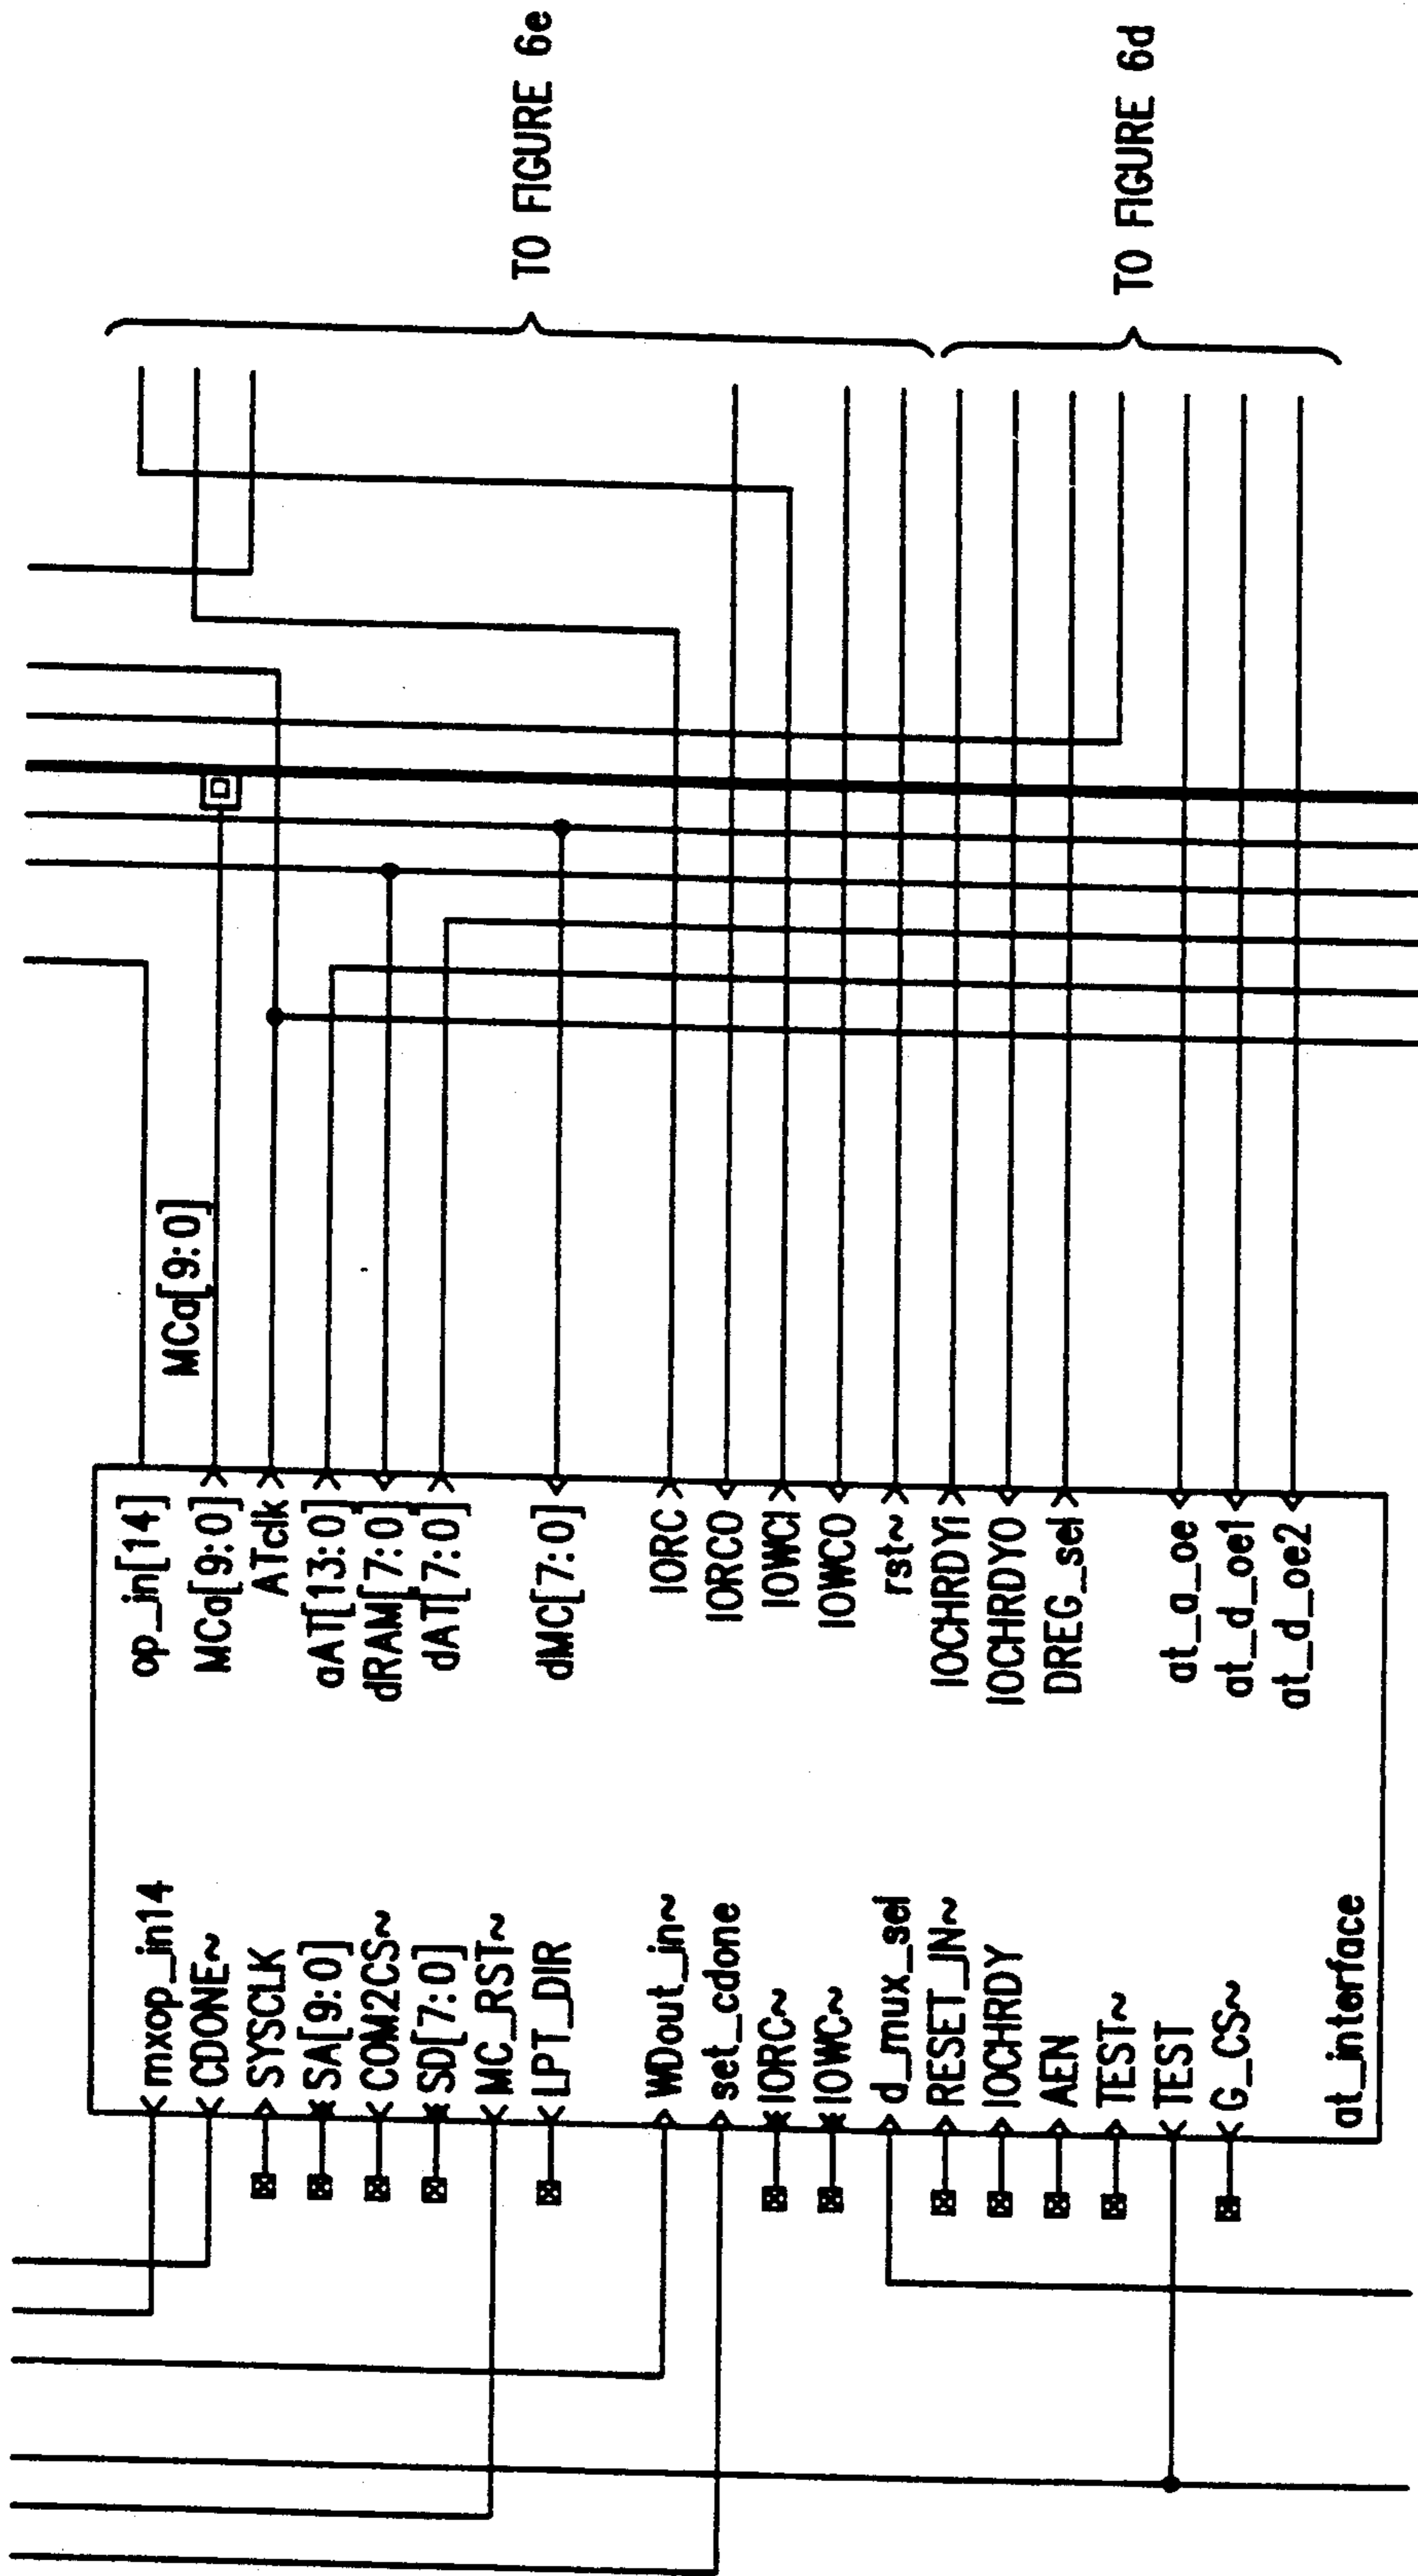 mxop_in14
CDONE~
SYSCLK
SA[9:0]
COM2CS~
SD[7:0]
MC_RST~
LPT_DIR
WDout_in~
set_cdone
IORC~
IOWC~
d_mux_sel
RESET_IN~
IOCHRDY
AEN
TEST~
TEST
G_CS~
at_interface
op_in[14]
MCa[9:0]
ATclk
aAT[13:0]
dRAM[7:0]
dAT[7:0]
dMC[7:0]
IORC
IORCO
IOWCI
IOWCO
rst~
IOCHRDYi
IOCHRDYO
DREG_sel
at_a_oe
at_d_oe1
at_d_oe2
MCa[9:0]
TO FIGURE 6e
TO FIGURE 6d